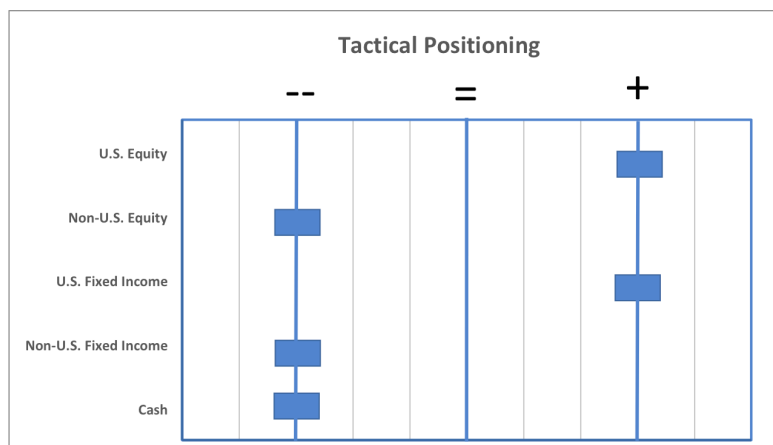 Tactical Positioning
-- = +
U.S. Equity
Non-U.S. Equity
U.S. Fixed Income
Non-U.S. Fixed Income
Cash